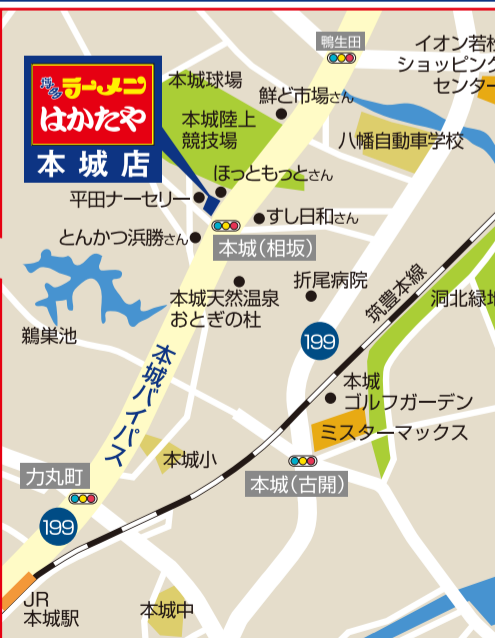 鴨生田
イオン若松
ショッピング
センター
博多
ラーメン
はかたや
本城店
本城球場
鮮ど市場さん
本城陸上
競技場
八幡自動車学校
ほっともっとさん
平田ナーセリー
すし日和さん
とんかつ浜勝さん
本城(相坂)
折尾病院
筑豊本線
洞北緑地
本城天然温泉
おとぎの杜
鵜巣池
199
本城バイパス
本城
ゴルフガーデン
ミスターマックス
本城小
力丸町
本城(古開)
199
JR
本城駅
本城中